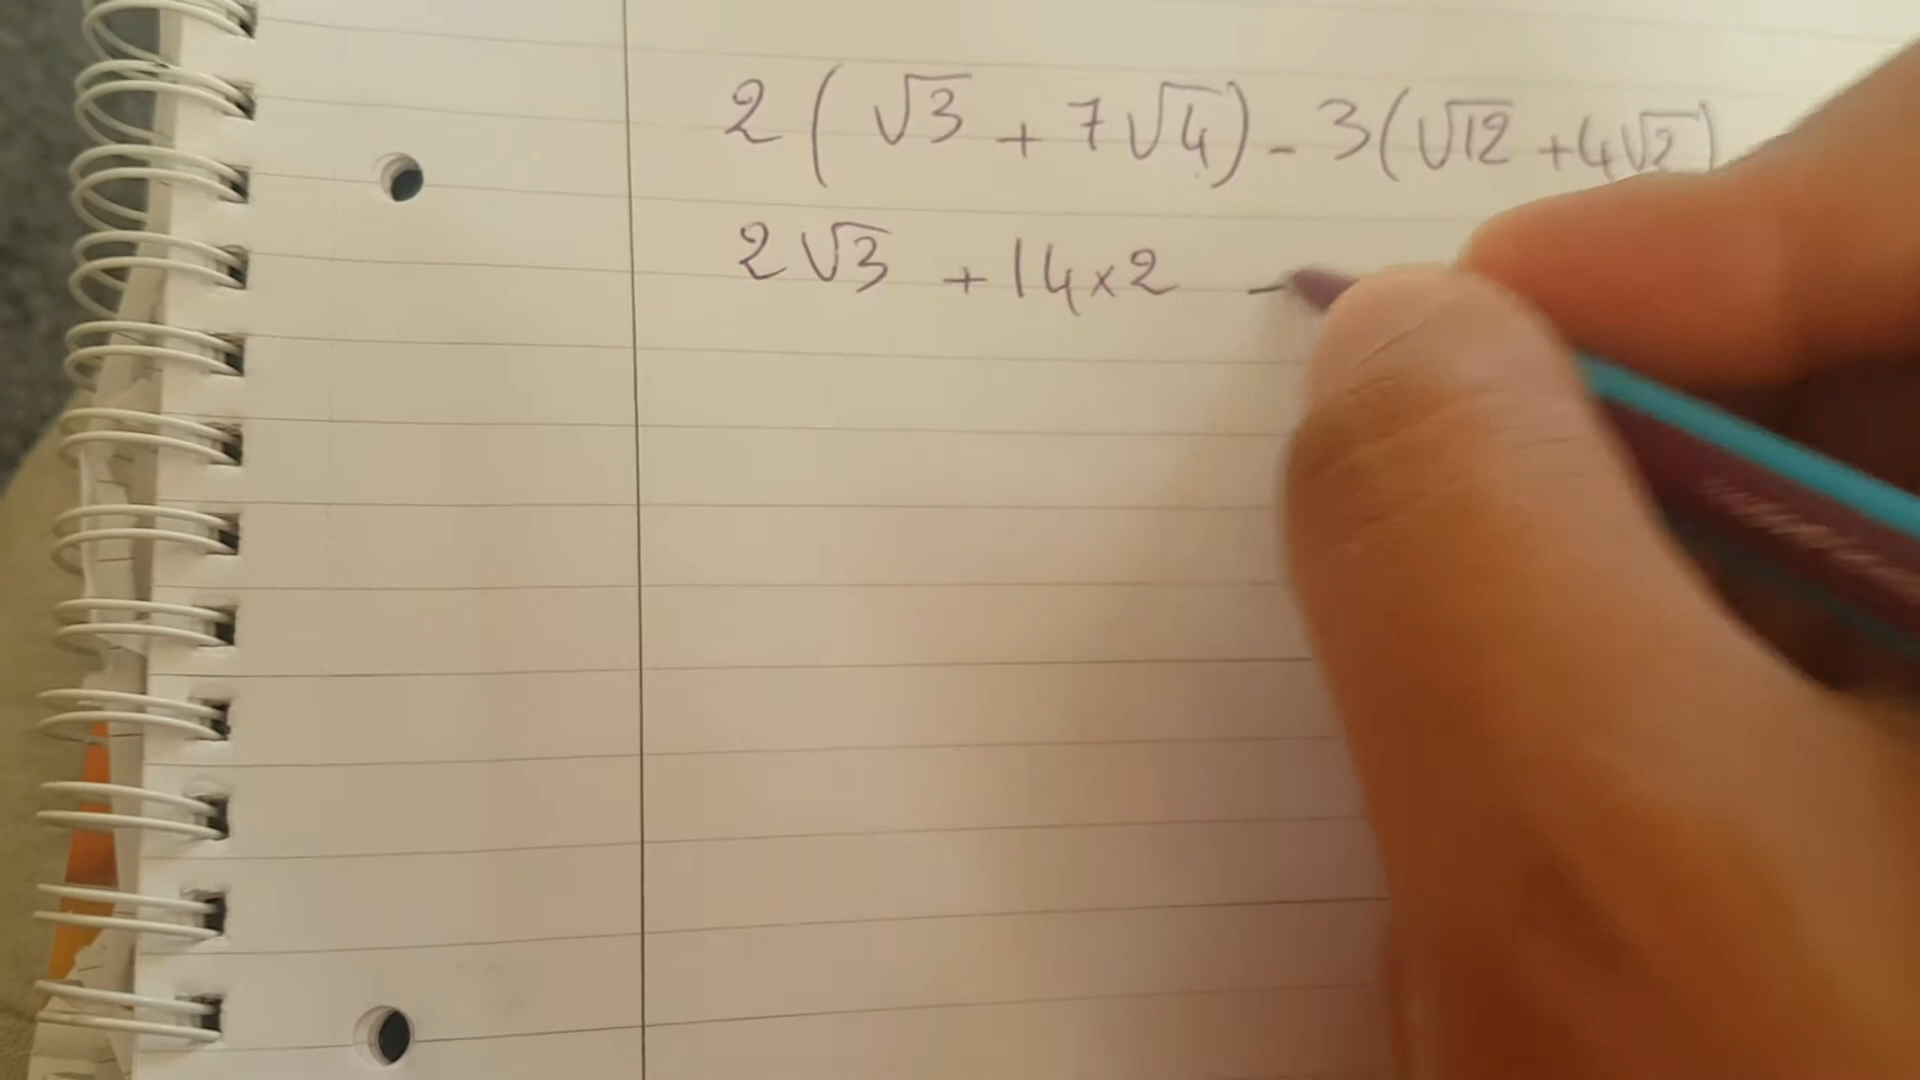 2 ( √3 + 7√4 ) - 3 ( √12 + 4√2 )
2√3 + 14 × 2 -